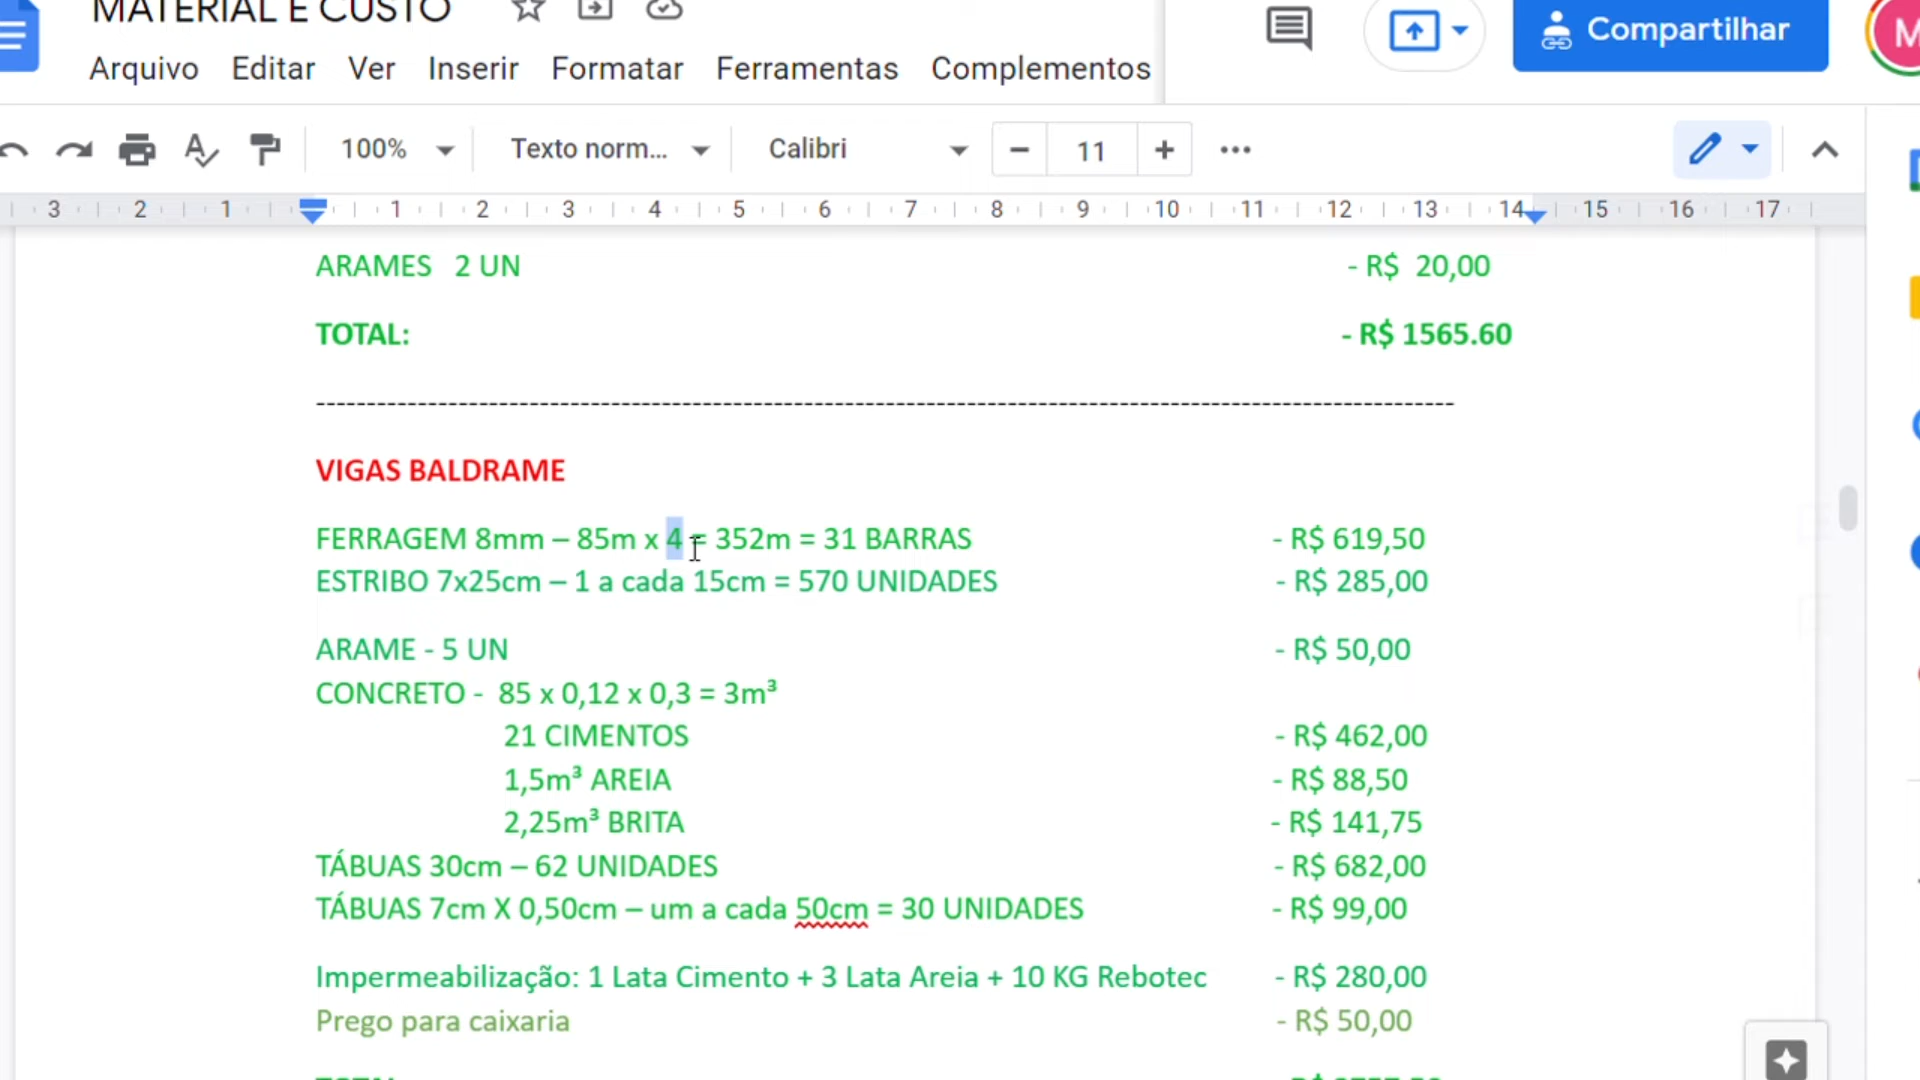 MATERIAL E CUSTO
Compartilhar
M
Arquivo Editar Ver Inserir Formatar Ferramentas Complementos
100% Texto norm... Calibri 11
3 2 1 1 2 3 4 5 6 7 8 9 10 11 12 13 14 15 16 17
ARAMES 2 UN - R$ 20,00
TOTAL: - R$ 1565.60
VIGAS BALDRAME
FERRAGEM 8mm – 85m x 4 = 352m = 31 BARRAS - R$ 619,50
ESTRIBO 7x25cm – 1 a cada 15cm = 570 UNIDADES - R$ 285,00
ARAME - 5 UN - R$ 50,00
CONCRETO - 85 x 0,12 x 0,3 = 3m³
21 CIMENTOS - R$ 462,00
1,5m³ AREIA - R$ 88,50
2,25m³ BRITA - R$ 141,75
TÁBUAS 30cm – 62 UNIDADES - R$ 682,00
TÁBUAS 7cm X 0,50cm – um a cada 50cm = 30 UNIDADES - R$ 99,00
Impermeabilização: 1 Lata Cimento + 3 Lata Areia + 10 KG Rebotec - R$ 280,00
Prego para caixaria - R$ 50,00